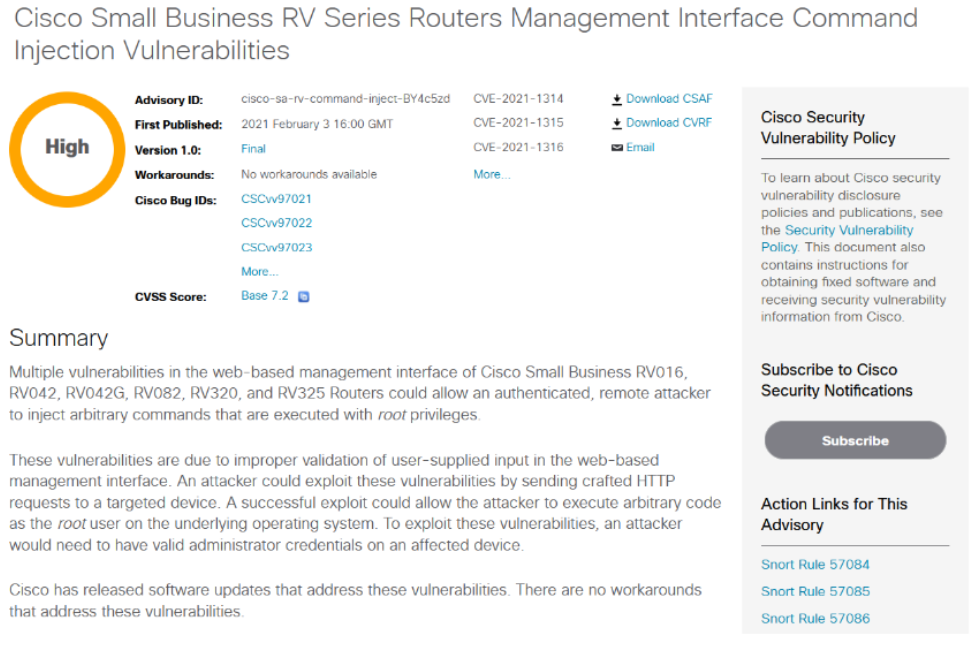 Cisco Small Business RV Series Routers Management Interface Command
Injection Vulnerabilities
High
Advisory ID: cisco-sa-rv-command-inject-BY4c5zd
First Published: 2021 February 3 16:00 GMT
Version 1.0: Final
Workarounds: No workarounds available
Cisco Bug IDs: CSCvv97021
CSCvv97022
CSCvv97023
More...
CVSS Score: Base 7.2
CVE-2021-1314
CVE-2021-1315
CVE-2021-1316
More...
Download CSAF
Download CVRF
Email
Summary
Multiple vulnerabilities in the web-based management interface of Cisco Small Business RV016,
RV042, RV042G, RV082, RV320, and RV325 Routers could allow an authenticated, remote attacker
to inject arbitrary commands that are executed with root privileges.
These vulnerabilities are due to improper validation of user-supplied input in the web-based
management interface. An attacker could exploit these vulnerabilities by sending crafted HTTP
requests to a targeted device. A successful exploit could allow the attacker to execute arbitrary code
as the root user on the underlying operating system. To exploit these vulnerabilities, an attacker
would need to have valid administrator credentials on an affected device.
Cisco has released software updates that address these vulnerabilities. There are no workarounds
that address these vulnerabilities.
Cisco Security
Vulnerability Policy
To learn about Cisco security
vulnerability disclosure
policies and publications, see
the Security Vulnerability
Policy. This document also
contains instructions for
obtaining fixed software and
receiving security vulnerability
information from Cisco.
Subscribe to Cisco
Security Notifications
Subscribe
Action Links for This
Advisory
Snort Rule 57084
Snort Rule 57085
Snort Rule 57086